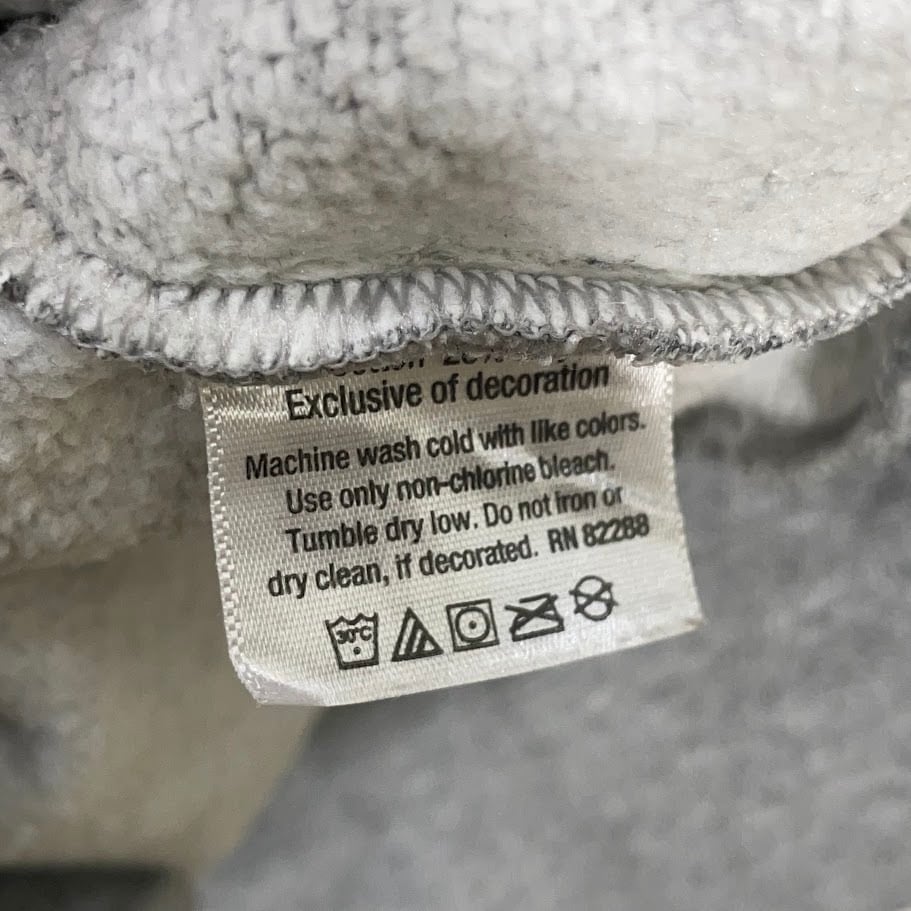 Exclusive of decoration
Machine wash cold with like colors.
Use only non-chlorine bleach.
Tumble dry low. Do not iron or
dry clean, if decorated. RN 82288
30°C